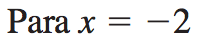 Para x = −2